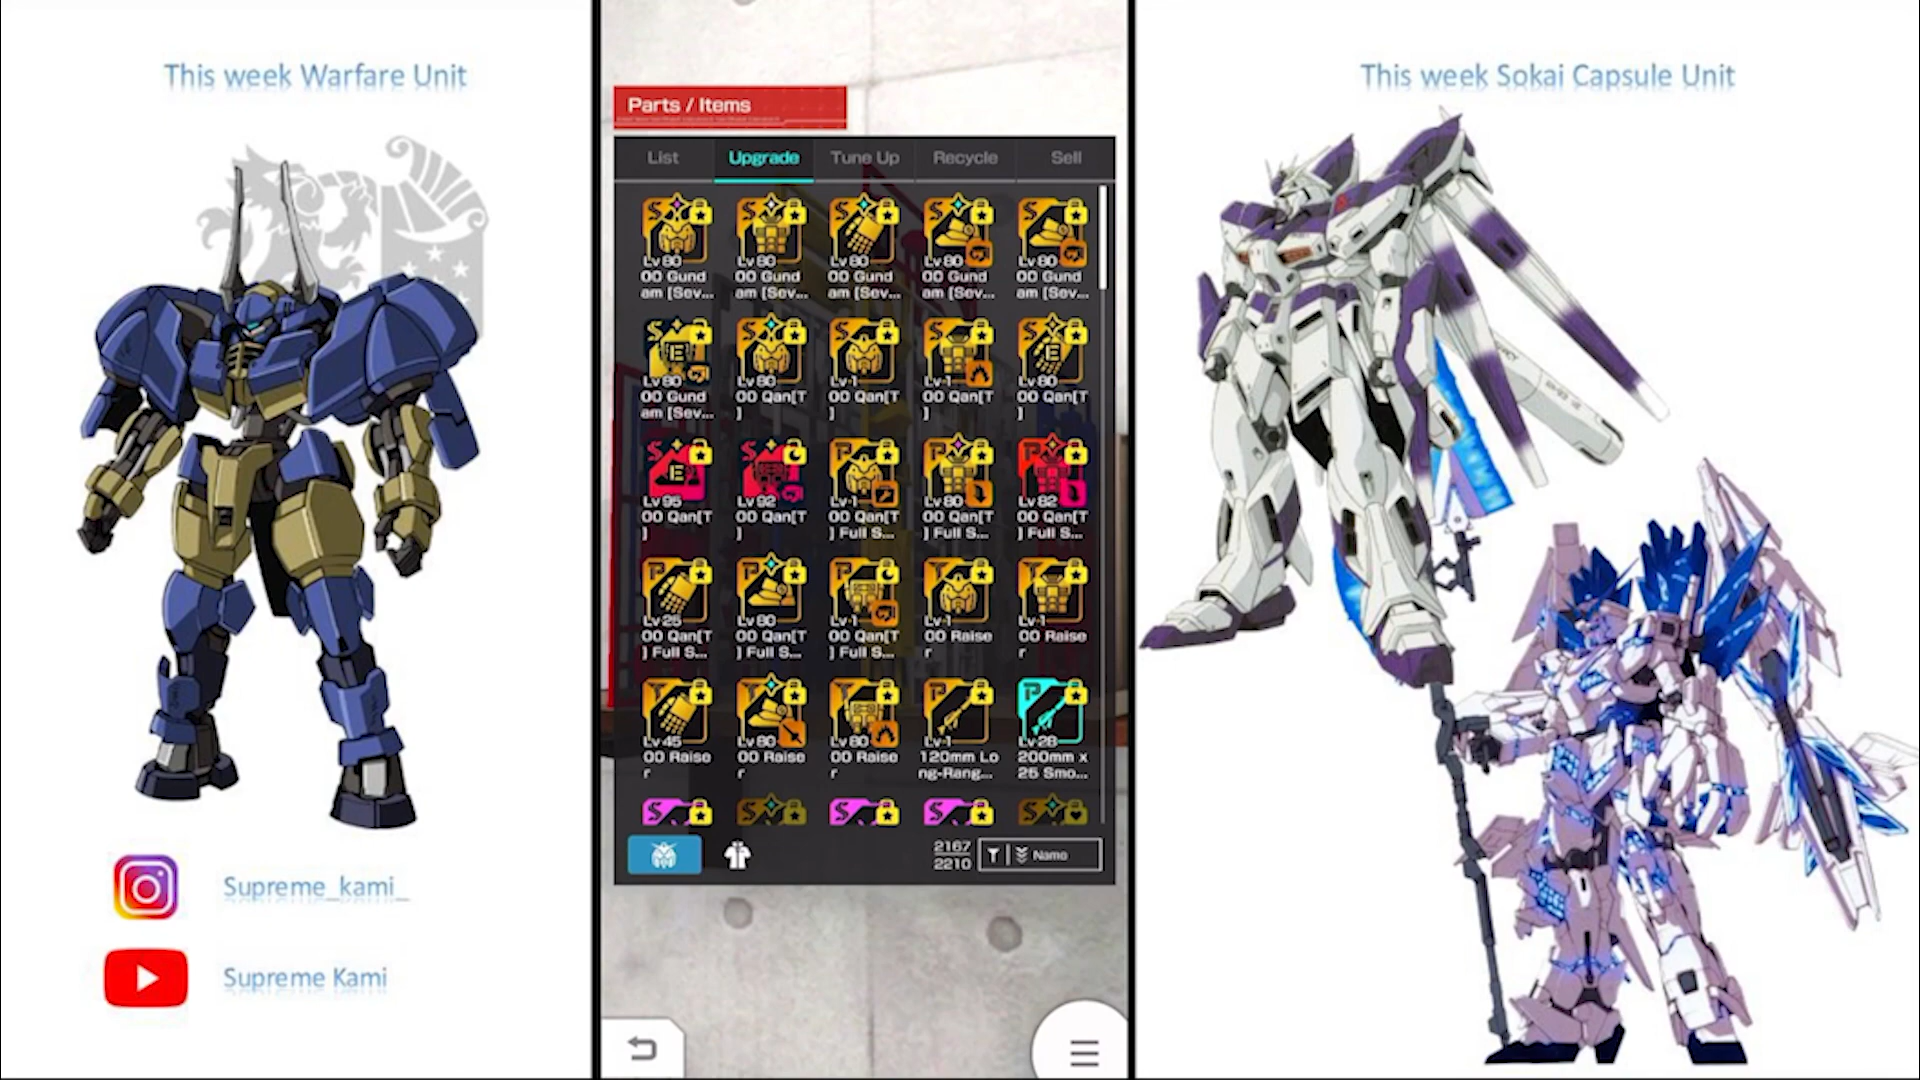 This week Warfare Unit
Supreme_kami_
Supreme Kami
Parts / Items
List Upgrade Tune Up Recycle Sell
S S S S S
Lv 80 Lv 80 Lv 80 Lv 80 Lv 80
00 Gund 00 Gund 00 Gund 00 Gund 00 Gund
am [Sev... am [Sev... am [Sev... am [Sev... am [Sev...
S S S S S
E E
Lv 80 Lv 80 Lv 1 Lv 1 Lv 80
00 Gund 00 Qan[T 00 Qan[T 00 Qan[T 00 Qan[T
am [Sev... ] ] ] ]
S S P P P
E
Lv 95 Lv 92 Lv 1 Lv 80 Lv 82
00 Qan[T 00 Qan[T 00 Qan[T 00 Qan[T 00 Qan[T
] ] ] Full S... ] Full S... ] Full S...
P P P T T
Lv 25 Lv 80 Lv 1 Lv 1 Lv 1
00 Qan[T 00 Qan[T 00 Qan[T 00 Raise 00 Raise
] Full S... ] Full S... ] Full S... r r
T T T P P
Lv 45 Lv 80 Lv 80 Lv 1 Lv 28
00 Raise 00 Raise 00 Raise 120mm Lo 200mm x
r r r ng-Rang... 25 Smo...
S S S S S
2167
2210
Name
This week Sokai Capsule Unit